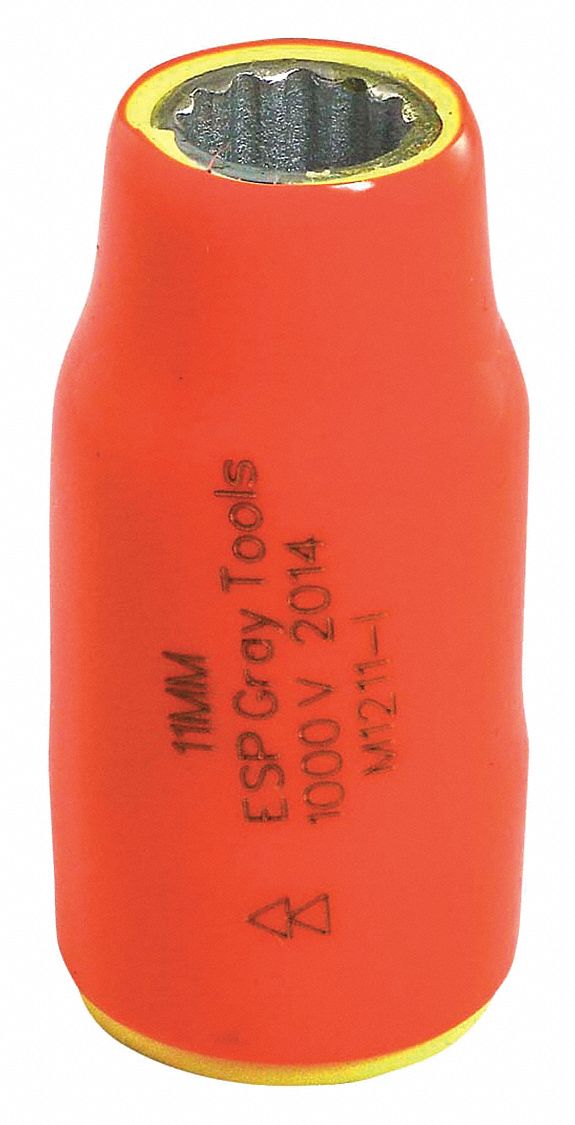 11MM
ESP Gray Tools
1000 V 2014
M1211-I